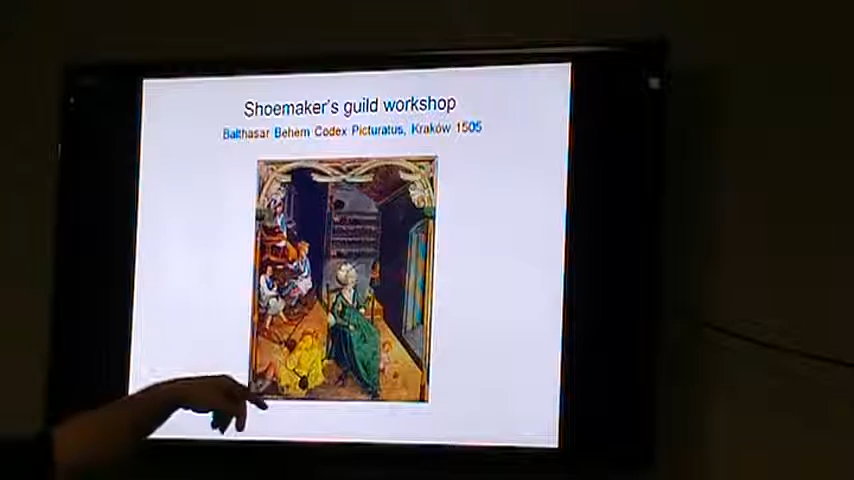 Shoemaker's guild workshop
Balthasar Behem Codex Picturatus, Kraków 1505